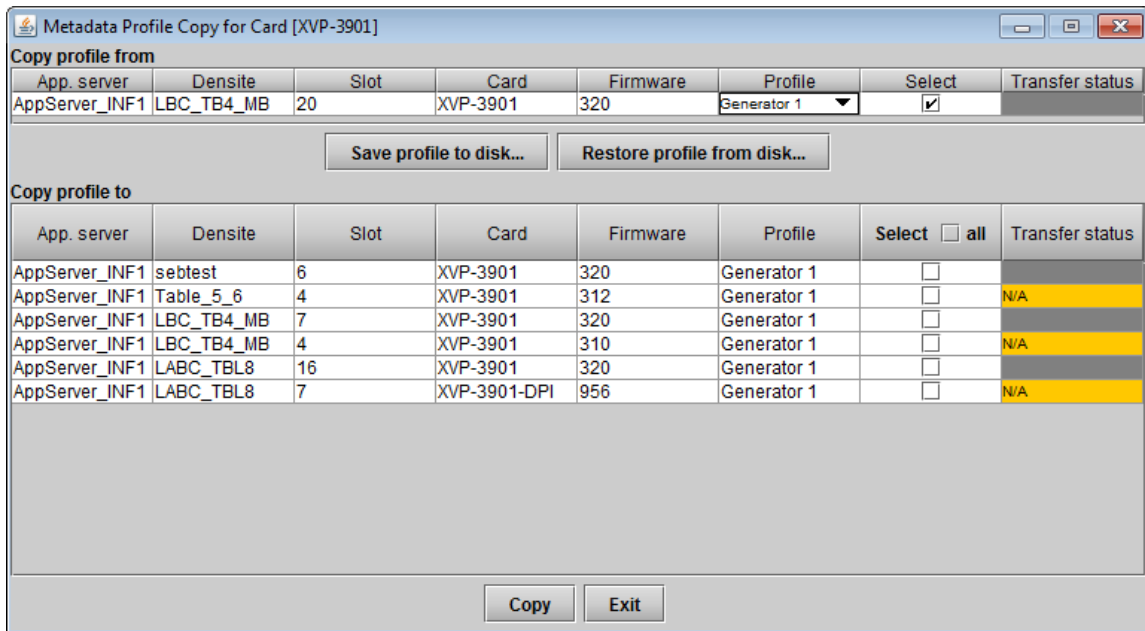 Metadata Profile Copy for Card [XVP-3901]
Copy profile from
App. server Densite Slot Card Firmware Profile Select Transfer status
AppServer_INF1 LBC_TB4_MB 20 XVP-3901 320 Generator 1
Save profile to disk... Restore profile from disk...
Copy profile to
App. server Densite Slot Card Firmware Profile Select all Transfer status
AppServer_INF1 sebtest 6 XVP-3901 320 Generator 1
AppServer_INF1 Table_5_6 4 XVP-3901 312 Generator 1 N/A
AppServer_INF1 LBC_TB4_MB 7 XVP-3901 320 Generator 1
AppServer_INF1 LBC_TB4_MB 4 XVP-3901 310 Generator 1 N/A
AppServer_INF1 LABC_TBL8 16 XVP-3901 320 Generator 1
AppServer_INF1 LABC_TBL8 7 XVP-3901-DPI 956 Generator 1 N/A
Copy Exit